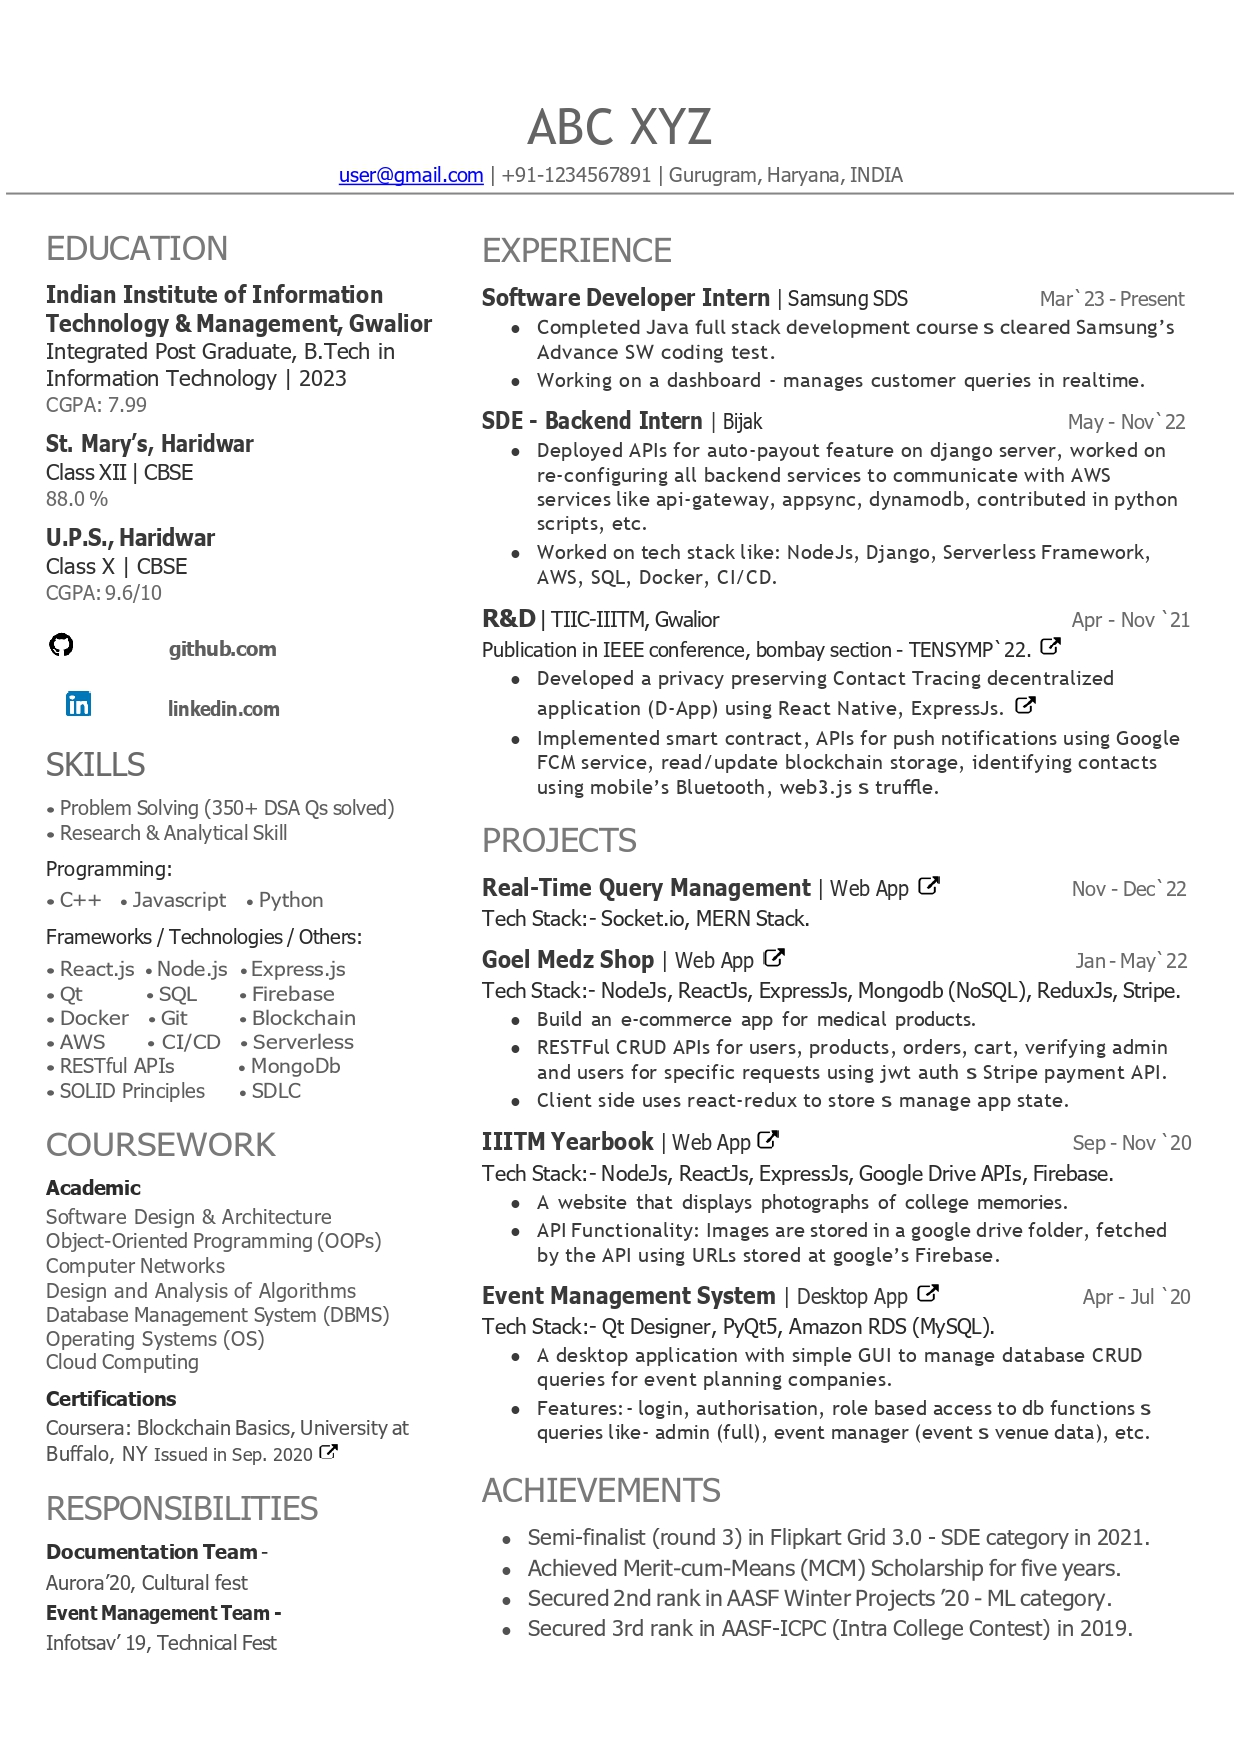 ABC XYZ
user@gmail.com | +91-1234567891 | Gurugram, Haryana, INDIA
EDUCATION
Indian Institute of Information
Technology & Management, Gwalior
Integrated Post Graduate, B.Tech in
Information Technology | 2023
CGPA: 7.99
St. Mary’s, Haridwar
Class XII | CBSE
88.0 %
U.P.S., Haridwar
Class X | CBSE
CGPA: 9.6/10
github.com
linkedin.com
SKILLS
• Problem Solving (350+ DSA Qs solved)
• Research & Analytical Skill
Programming:
• C++ • Javascript • Python
Frameworks / Technologies / Others:
• React.js • Node.js • Express.js
• Qt • SQL • Firebase
• Docker • Git • Blockchain
• AWS • CI/CD • Serverless
• RESTful APIs • MongoDb
• SOLID Principles • SDLC
COURSEWORK
Academic
Software Design & Architecture
Object-Oriented Programming (OOPs)
Computer Networks
Design and Analysis of Algorithms
Database Management System (DBMS)
Operating Systems (OS)
Cloud Computing
Certifications
Coursera: Blockchain Basics, University at
Buffalo, NY Issued in Sep. 2020
RESPONSIBILITIES
Documentation Team -
Aurora’20, Cultural fest
Event Management Team -
Infotsav’ 19, Technical Fest
EXPERIENCE
Software Developer Intern | Samsung SDS Mar`23 - Present
• Completed Java full stack development course s cleared Samsung’s
Advance SW coding test.
• Working on a dashboard - manages customer queries in realtime.
SDE - Backend Intern | Bijak May - Nov`22
• Deployed APIs for auto-payout feature on django server, worked on
re-configuring all backend services to communicate with AWS
services like api-gateway, appsync, dynamodb, contributed in python
scripts, etc.
• Worked on tech stack like: NodeJs, Django, Serverless Framework,
AWS, SQL, Docker, CI/CD.
R&D | TIIC-IIITM, Gwalior Apr - Nov `21
Publication in IEEE conference, bombay section - TENSYMP`22.
• Developed a privacy preserving Contact Tracing decentralized
application (D-App) using React Native, ExpressJs.
• Implemented smart contract, APIs for push notifications using Google
FCM service, read/update blockchain storage, identifying contacts
using mobile’s Bluetooth, web3.js s truffle.
PROJECTS
Real-Time Query Management | Web App Nov - Dec`22
Tech Stack:- Socket.io, MERN Stack.
Goel Medz Shop | Web App Jan - May`22
Tech Stack:- NodeJs, ReactJs, ExpressJs, Mongodb (NoSQL), ReduxJs, Stripe.
• Build an e-commerce app for medical products.
• RESTFul CRUD APIs for users, products, orders, cart, verifying admin
and users for specific requests using jwt auth s Stripe payment API.
• Client side uses react-redux to store s manage app state.
IIITM Yearbook | Web App Sep - Nov `20
Tech Stack:- NodeJs, ReactJs, ExpressJs, Google Drive APIs, Firebase.
• A website that displays photographs of college memories.
• API Functionality: Images are stored in a google drive folder, fetched
by the API using URLs stored at google’s Firebase.
Event Management System | Desktop App Apr - Jul `20
Tech Stack:- Qt Designer, PyQt5, Amazon RDS (MySQL).
• A desktop application with simple GUI to manage database CRUD
queries for event planning companies.
• Features:- login, authorisation, role based access to db functions s
queries like- admin (full), event manager (event s venue data), etc.
ACHIEVEMENTS
• Semi-finalist (round 3) in Flipkart Grid 3.0 - SDE category in 2021.
• Achieved Merit-cum-Means (MCM) Scholarship for five years.
• Secured 2nd rank in AASF Winter Projects ’20 - ML category.
• Secured 3rd rank in AASF-ICPC (Intra College Contest) in 2019.